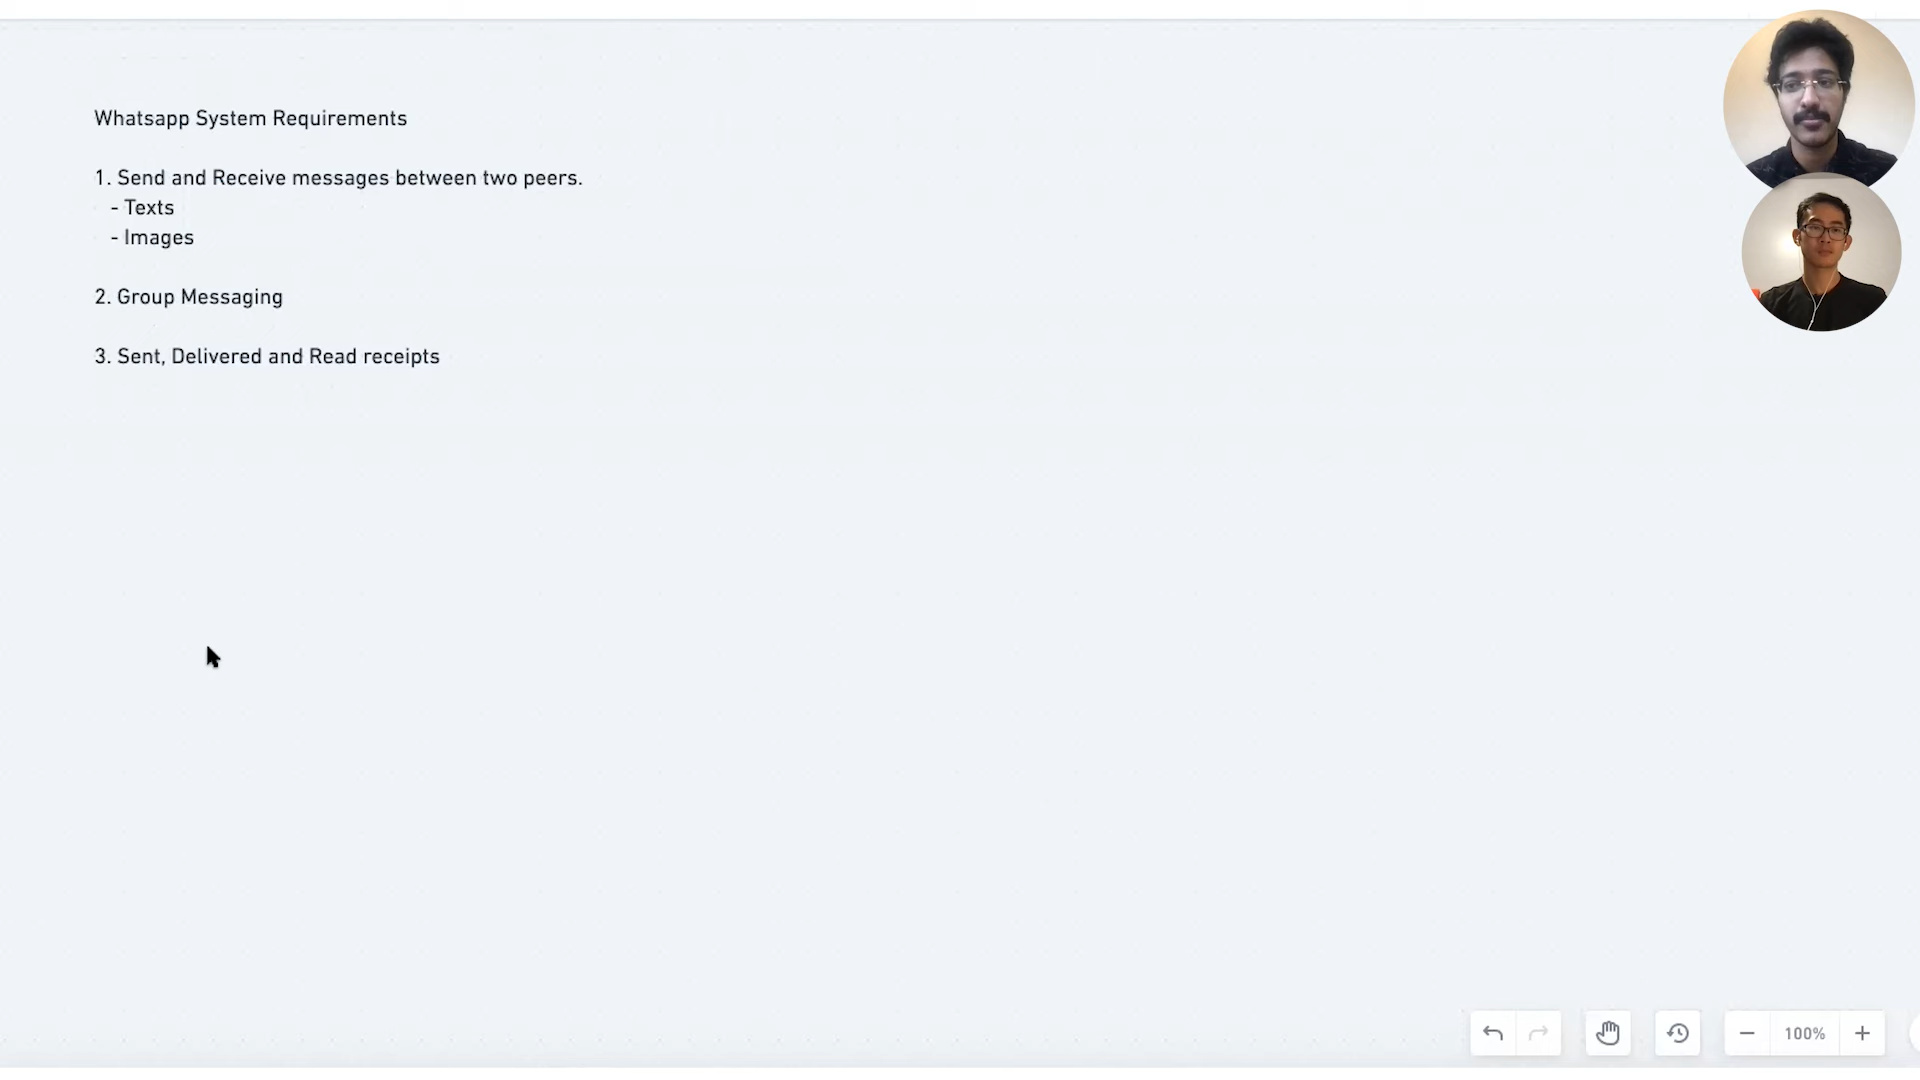 Whatsapp System Requirements
1. Send and Receive messages between two peers.
- Texts
- Images
2. Group Messaging
3. Sent, Delivered and Read receipts
100%